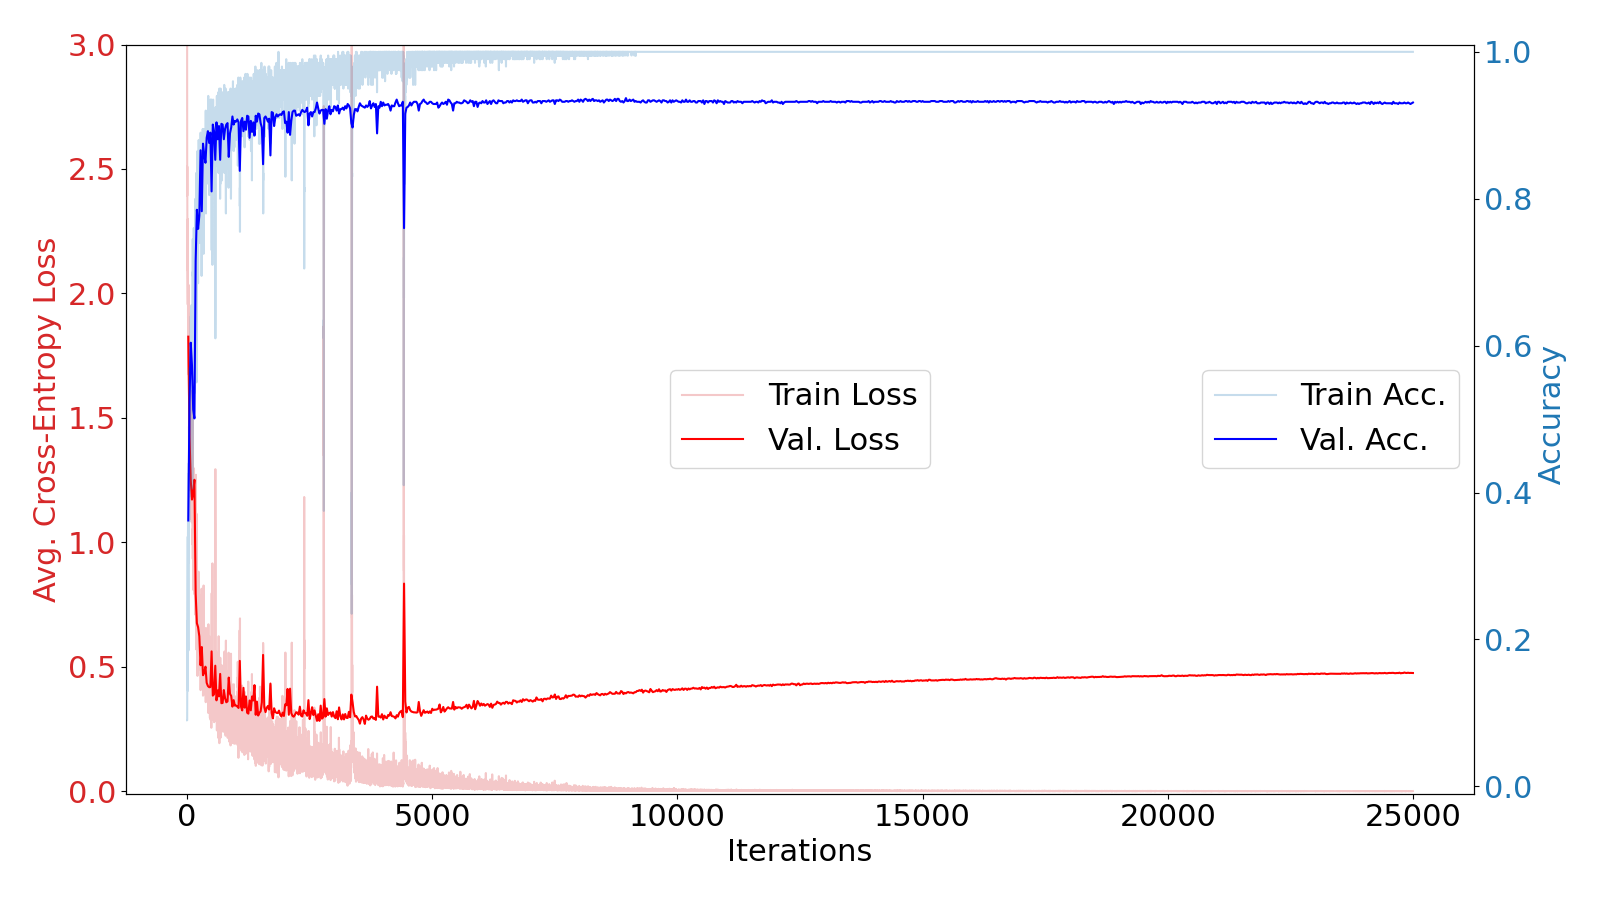 Avg. Cross-Entropy Loss
3.0
2.5
2.0
1.5
1.0
0.5
0.0
Train Loss
Val. Loss
Train Acc.
Val. Acc.
1.0
0.8
0.6
0.4
0.2
0.0
Accuracy
0
5000
10000
15000
20000
25000
Iterations